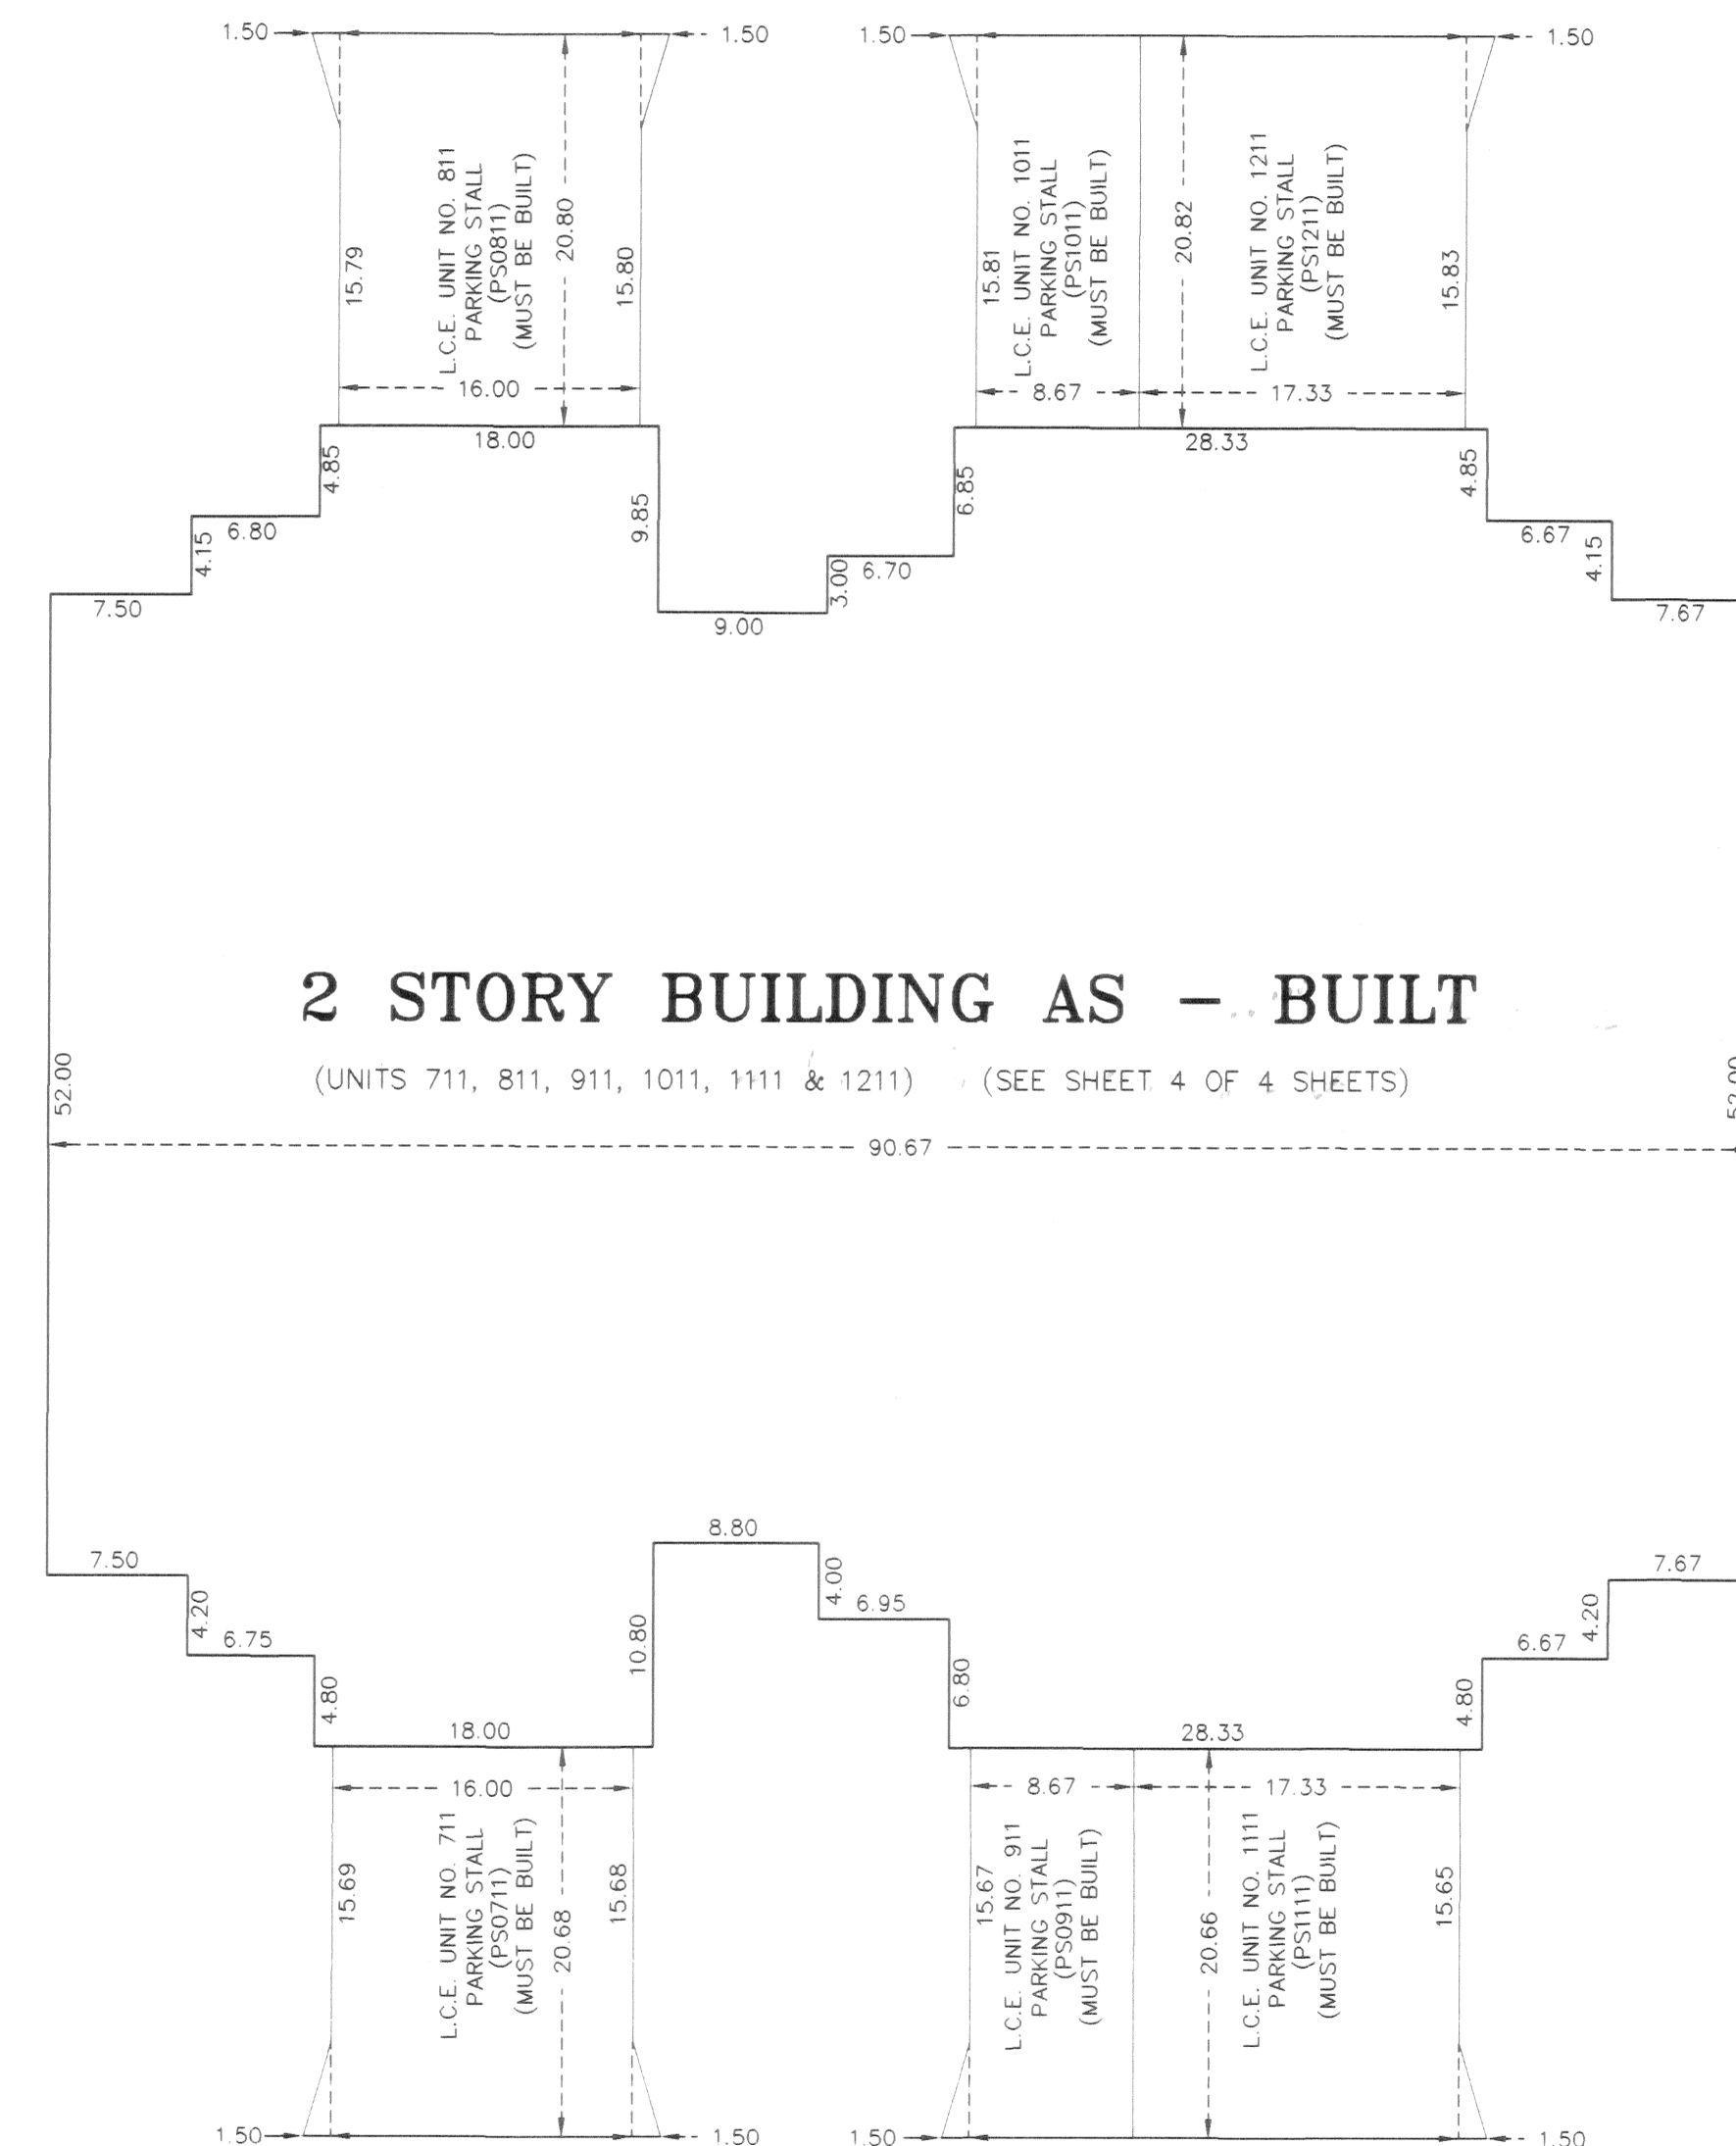 1.50
1.50
1.50
1.50
L.C.E. UNIT NO. 811
PARKING STALL
(PS0811)
(MUST BE BUILT)
15.79
20.80
15.80
16.00
L.C.E. UNIT NO. 1011
PARKING STALL
(PS1011)
(MUST BE BUILT)
15.81
20.82
L.C.E. UNIT NO. 1211
PARKING STALL
(PS1211)
(MUST BE BUILT)
15.83
8.67
17.33
18.00
28.33
4.85
9.85
6.85
4.85
6.80
4.15
6.67
4.15
3.00
6.70
7.50
9.00
7.67
2 STORY BUILDING AS - BUILT
(UNITS 711, 811, 911, 1011, 1111 & 1211) (SEE SHEET 4 OF 4 SHEETS)
52.00
52.00
90.67
8.80
7.50
7.67
4.20
4.00
6.95
4.20
6.75
10.80
6.67
4.80
6.80
4.80
18.00
28.33
16.00
8.67
17.33
L.C.E. UNIT NO. 711
PARKING STALL
(PS0711)
(MUST BE BUILT)
15.69
20.68
15.68
L.C.E. UNIT NO. 911
PARKING STALL
(PS0911)
(MUST BE BUILT)
15.67
20.66
L.C.E. UNIT NO. 1111
PARKING STALL
(PS1111)
(MUST BE BUILT)
15.65
1.50
1.50
1.50
1.50